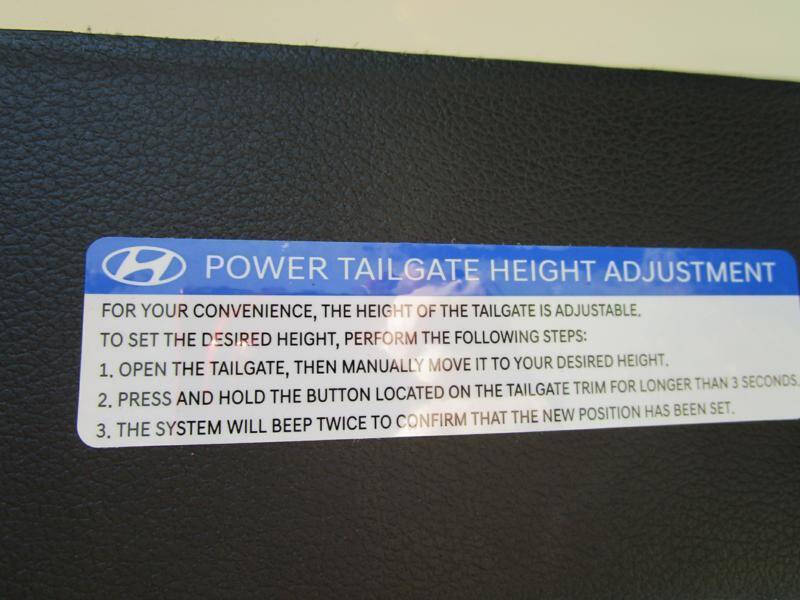 POWER TAILGATE HEIGHT ADJUSTMENT
FOR YOUR CONVENIENCE, THE HEIGHT OF THE TAILGATE IS ADJUSTABLE.
TO SET THE DESIRED HEIGHT, PERFORM THE FOLLOWING STEPS:
1. OPEN THE TAILGATE, THEN MANUALLY MOVE IT TO YOUR DESIRED HEIGHT.
2. PRESS AND HOLD THE BUTTON LOCATED ON THE TAILGATE TRIM FOR LONGER THAN 3 SECONDS.
3. THE SYSTEM WILL BEEP TWICE TO CONFIRM THAT THE NEW POSITION HAS BEEN SET.